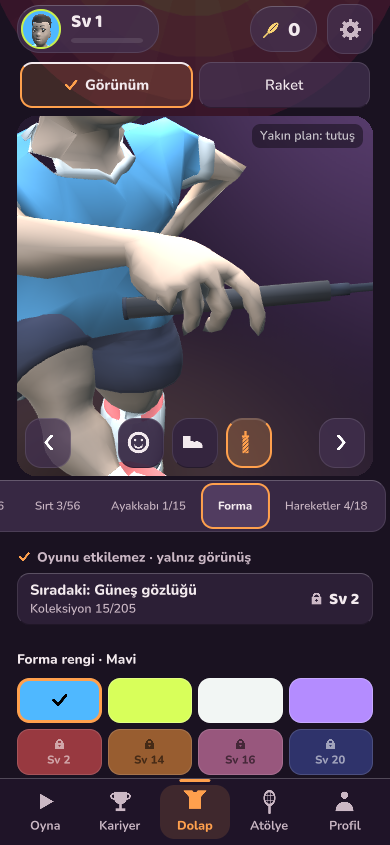 Sv 1
0
Görünüm
Raket
Yakın plan: tutuş
6
Sırt 3/56
Ayakkabı 1/15
Forma
Hareketler 4/18
Oyunu etkilemez · yalnız görünüş
Sıradaki: Güneş gözlüğü
Koleksiyon 15/205
Sv 2
Forma rengi · Mavi
Sv 2
Sv 14
Sv 16
Sv 20
Oyna
Kariyer
Dolap
Atölye
Profil